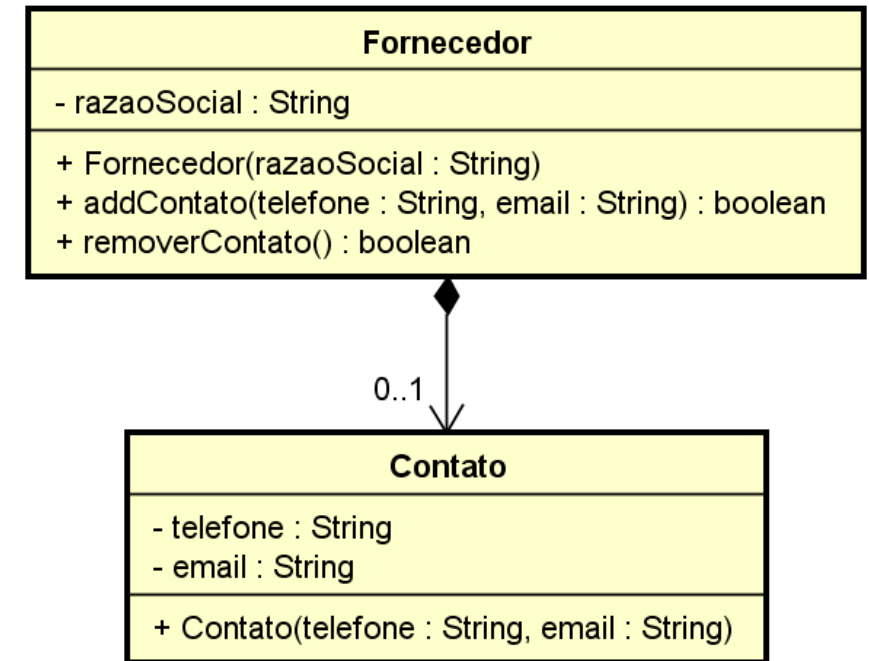 Fornecedor
- razaoSocial : String
+ Fornecedor(razaoSocial : String)
+ addContato(telefone : String, email : String) : boolean
+ removerContato() : boolean
0..1
Contato
- telefone : String
- email : String
+ Contato(telefone : String, email : String)